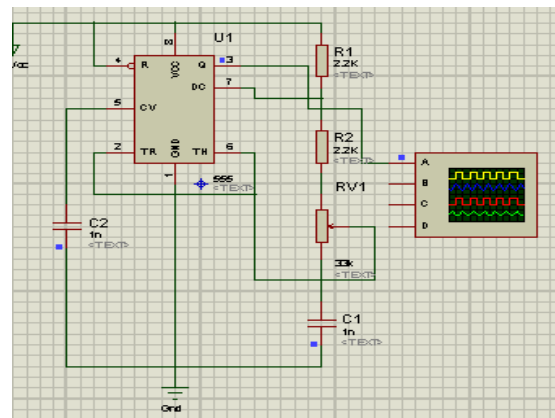 U1
R1
2.2K
<TEXT>
4
R
8
VCC
Q
3
DC
7
5
CV
2
TR
GND
TH
6
1
555
<TEXT>
R2
2.2K
<TEXT>
RV1
33k
<TEXT>
A
B
C
D
C2
1n
<TEXT>
C1
1n
<TEXT>
Gnd